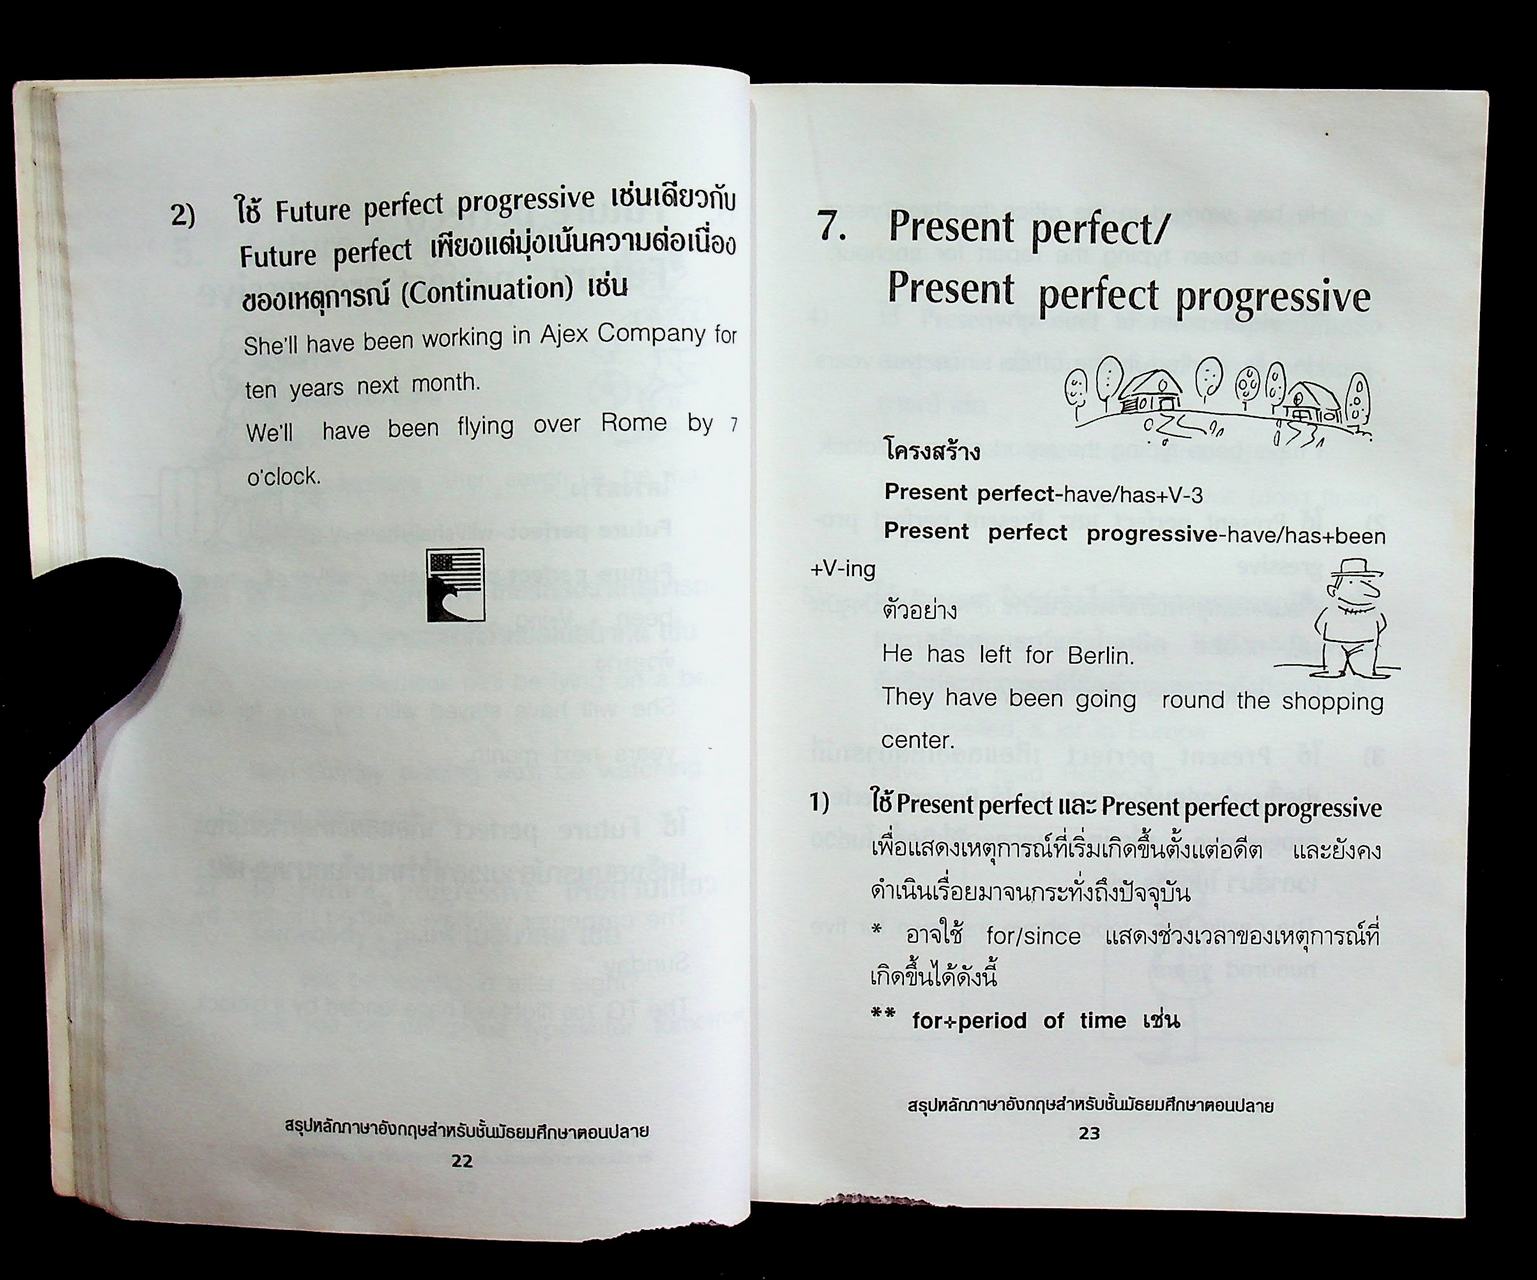 2) ใช้ Future perfect progressive เช่นเดียวกับ
Future perfect เพียงแต่มุ่งเน้นความต่อเนื่อง
ของเหตุการณ์ (Continuation) เช่น
She'll have been working in Ajex Company for
ten years next month.
We'll have been flying over Rome by 7
o'clock.
สรุปหลักภาษาอังกฤษสำหรับชั้นมัธยมศึกษาตอนปลาย
22
7. Present perfect/
Present perfect progressive
โครงสร้าง
Present perfect-have/has+V-3
Present perfect progressive-have/has+been
+V-ing
ตัวอย่าง
He has left for Berlin.
They have been going round the shopping
center.
1) ใช้ Present perfect และ Present perfect progressive
เพื่อแสดงเหตุการณ์ที่เริ่มเกิดขึ้นตั้งแต่อดีต และยังคง
ดำเนินเรื่อยมาจนกระทั่งถึงปัจจุบัน
* อาจใช้ for/since แสดงช่วงเวลาของเหตุการณ์ที่
เกิดขึ้นได้ดังนี้
** for+period of time เช่น
สรุปหลักภาษาอังกฤษสำหรับชั้นมัธยมศึกษาตอนปลาย
23